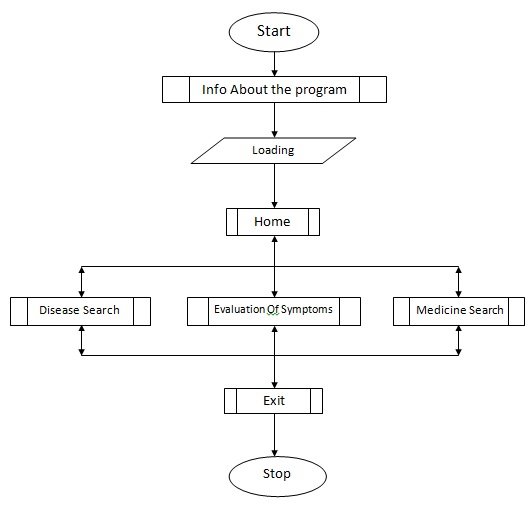 Start
Info About the program
Loading
Home
Disease Search
Evaluation Of Symptoms
Medicine Search
Exit
Stop